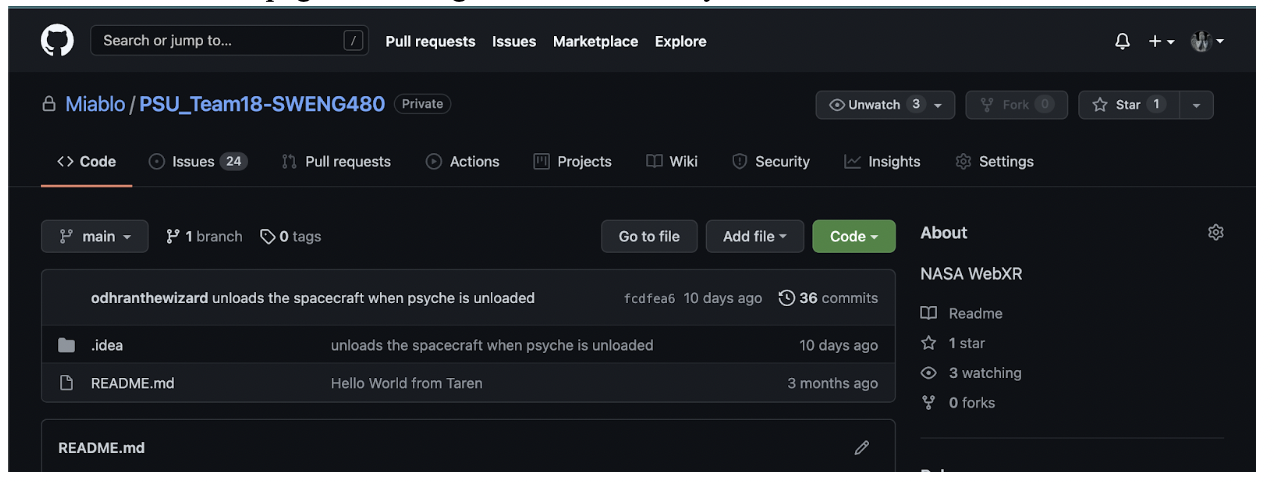 Search or jump to... / Pull requests Issues Marketplace Explore
Miablo / PSU_Team18-SWENG480 Private Unwatch 3 Fork 0 Star 1
<> Code Issues 24 Pull requests Actions Projects Wiki Security Insights Settings
main 1 branch 0 tags Go to file Add file Code
odhranthewizard unloads the spacecraft when psyche is unloaded fcdfea6 10 days ago 36 commits
.idea unloads the spacecraft when psyche is unloaded 10 days ago
README.md Hello World from Taren 3 months ago
README.md
About
NASA WebXR
Readme
1 star
3 watching
0 forks